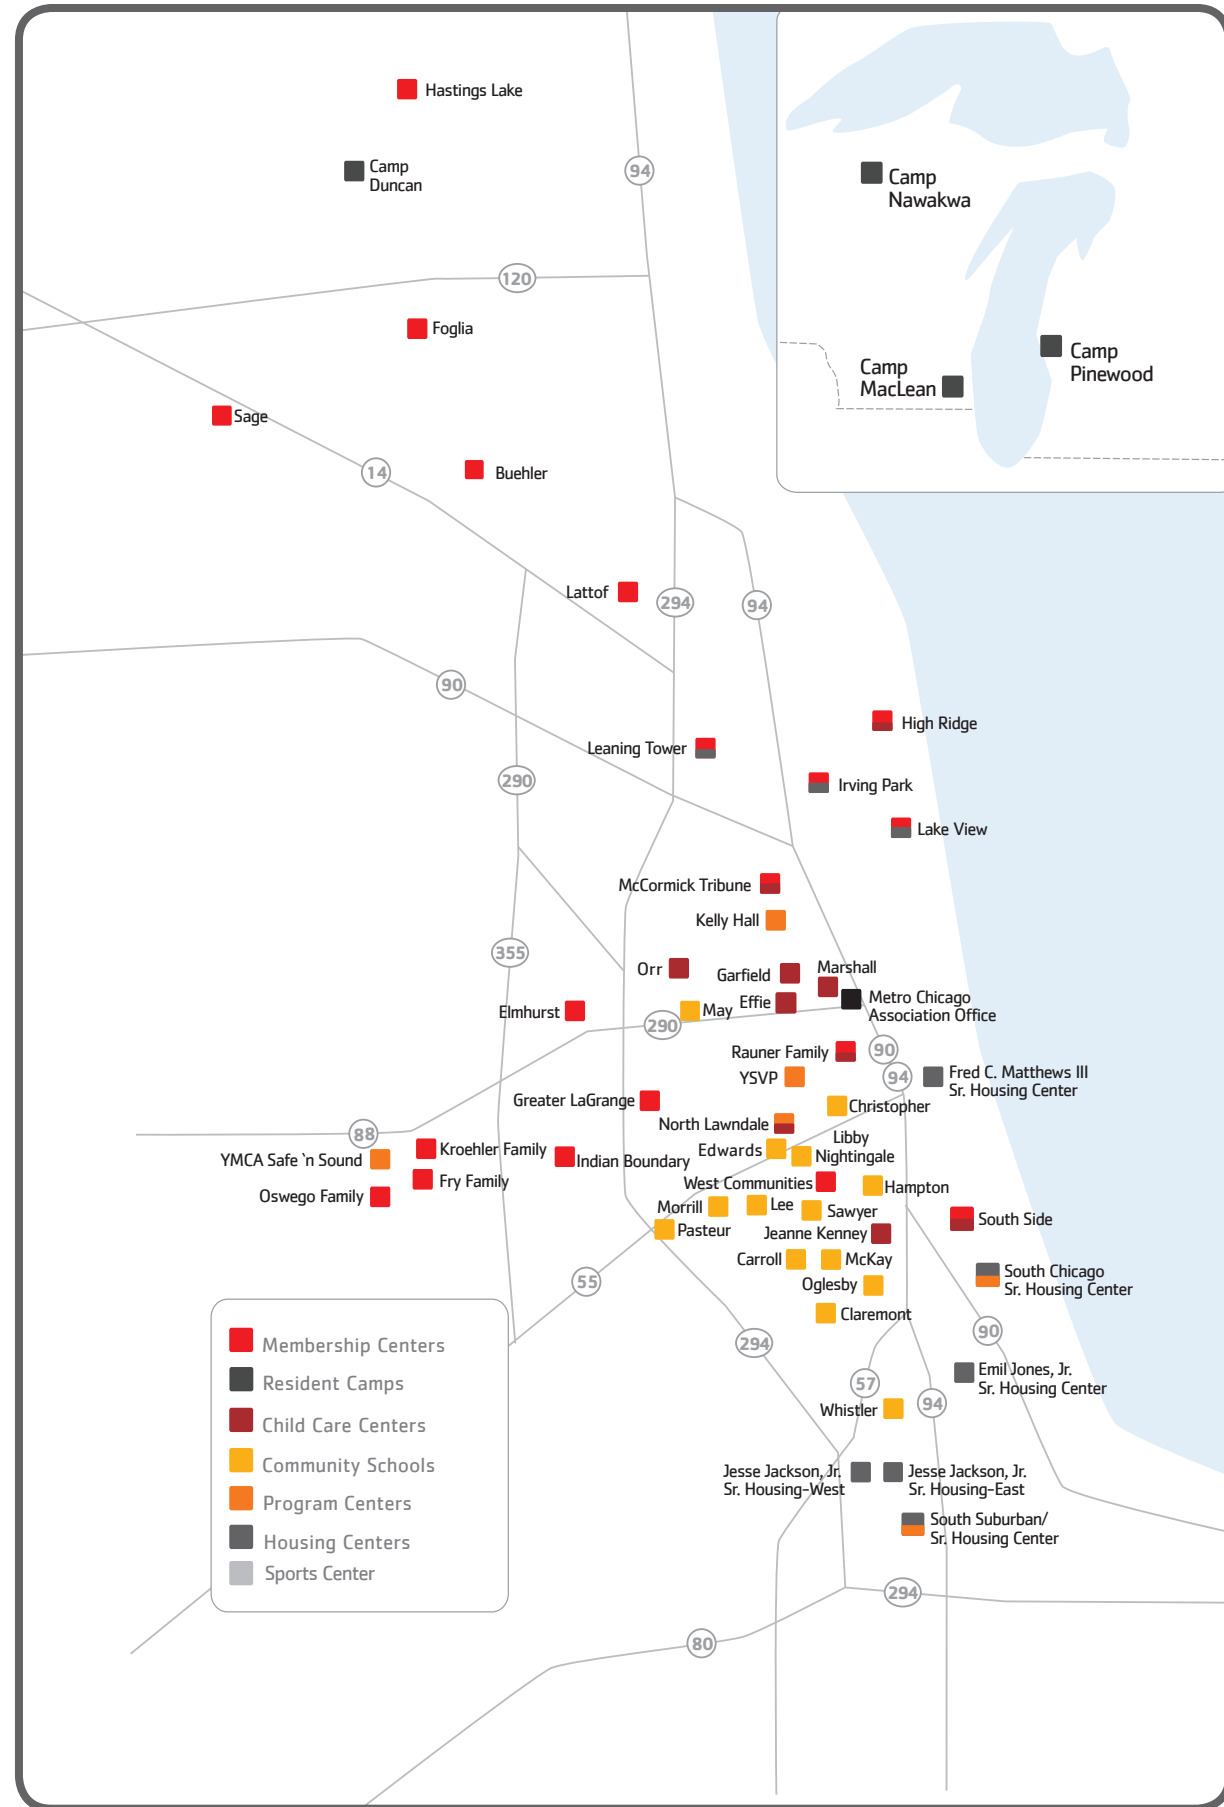 Hastings Lake
Camp
Duncan
94
Camp
Nawakwa
120
Foglia
Camp
Pinewood
Camp
MacLean
Sage
14
Buehler
Lattof
294
94
90
High Ridge
Leaning Tower
290
Irving Park
Lake View
McCormick Tribune
Kelly Hall
355
Orr
Garfield
Marshall
Effie
Metro Chicago
Association Office
Elmhurst
May
290
Rauner Family
90
YSVP
94
Fred C. Matthews III
Sr. Housing Center
Greater LaGrange
Christopher
North Lawndale
88
Libby
Nightingale
Edwards
Kroehler Family
YMCA Safe `n Sound
Indian Boundary
Fry Family
West Communities
Hampton
Oswego Family
Morrill
Lee
Sawyer
South Side
Pasteur
Jeanne Kenney
Carroll
McKay
South Chicago
Sr. Housing Center
55
Oglesby
Claremont
90
294
Emil Jones, Jr.
Sr. Housing Center
57
94
Whistler
Membership Centers
Resident Camps
Child Care Centers
Community Schools
Program Centers
Housing Centers
Sports Center
Jesse Jackson, Jr.
Sr. Housing-West
Jesse Jackson, Jr.
Sr. Housing-East
South Suburban/
Sr. Housing Center
294
80